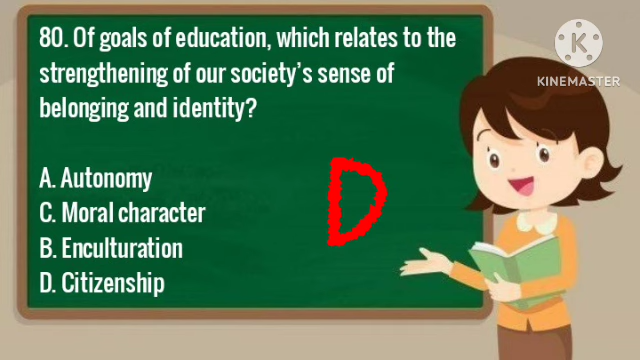 80. Of goals of education, which relates to the
strengthening of our society's sense of
belonging and identity?
A. Autonomy
C. Moral character
B. Enculturation
D. Citizenship
D
K
KINEMASTER